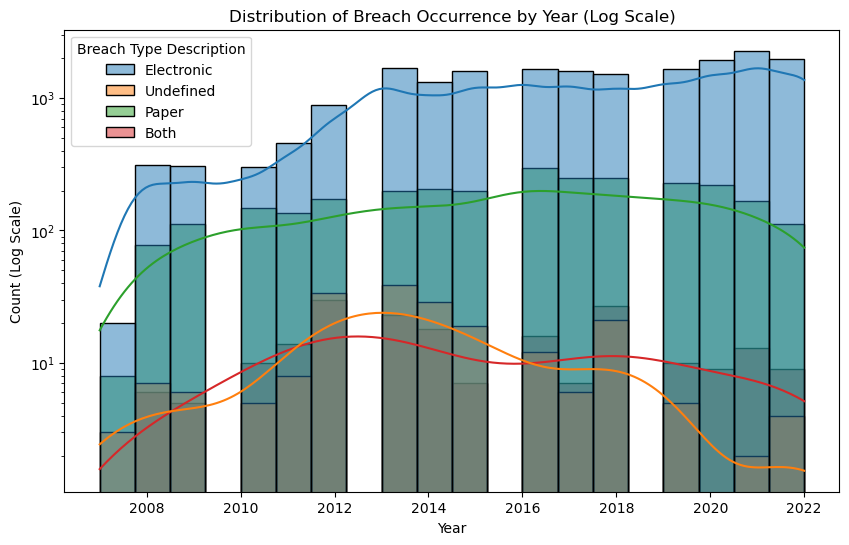 Distribution of Breach Occurrence by Year (Log Scale)
Breach Type Description
Electronic
Undefined
Paper
Both
Count (Log Scale)
10³
10²
10¹
2008 2010 2012 2014 2016 2018 2020 2022
Year